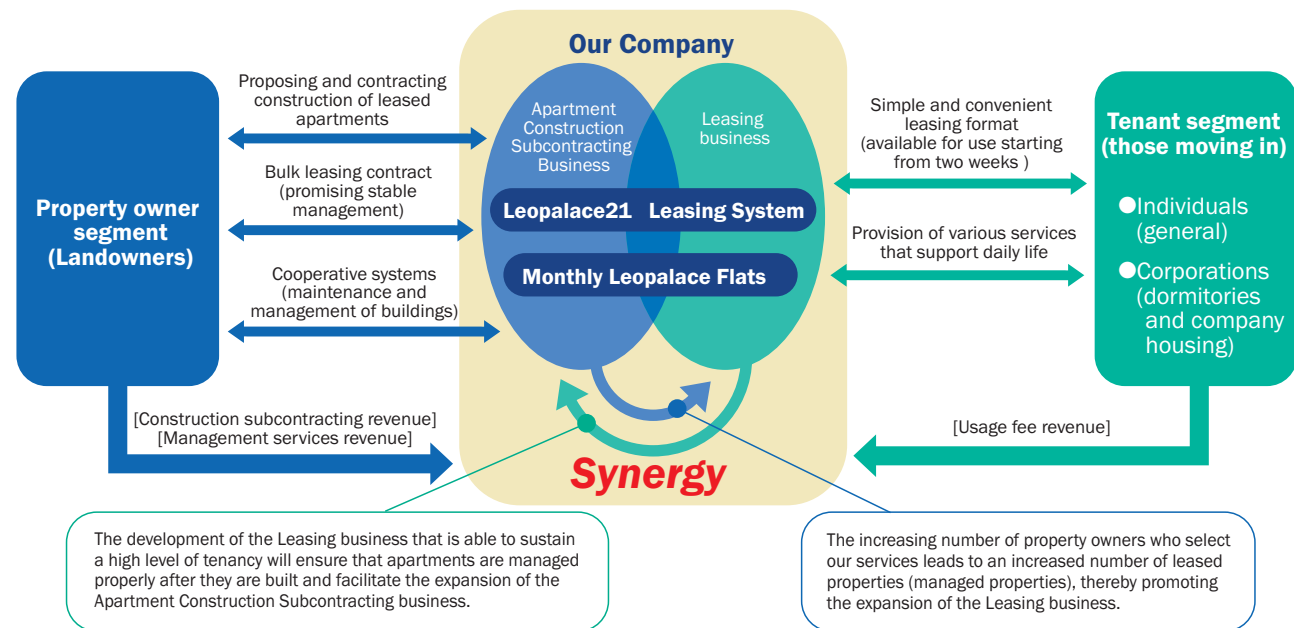 Our Company
Property owner
segment
(Landowners)
Proposing and contracting
construction of leased
apartments
Bulk leasing contract
(promising stable
management)
Cooperative systems
(maintenance and
management of buildings)
[Construction subcontracting revenue]
[Management services revenue]
Apartment
Construction
Subcontracting
Business
Leasing
business
Leopalace21 Leasing System
Monthly Leopalace Flats
Synergy
Simple and convenient
leasing format
(available for use starting
from two weeks )
Provision of various services
that support daily life
[Usage fee revenue]
Tenant segment
(those moving in)
●Individuals
(general)
●Corporations
(dormitories
and company
housing)
The development of the Leasing business that is able to sustain
a high level of tenancy will ensure that apartments are managed
properly after they are built and facilitate the expansion of the
Apartment Construction Subcontracting business.
The increasing number of property owners who select
our services leads to an increased number of leased
properties (managed properties), thereby promoting
the expansion of the Leasing business.